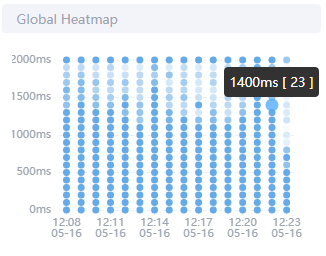 Global Heatmap
2000ms
1400ms [ 23 ]
1500ms
1000ms
500ms
0ms
12:08 12:11 12:14 12:17 12:20 12:23
05-16 05-16 05-16 05-16 05-16 05-16